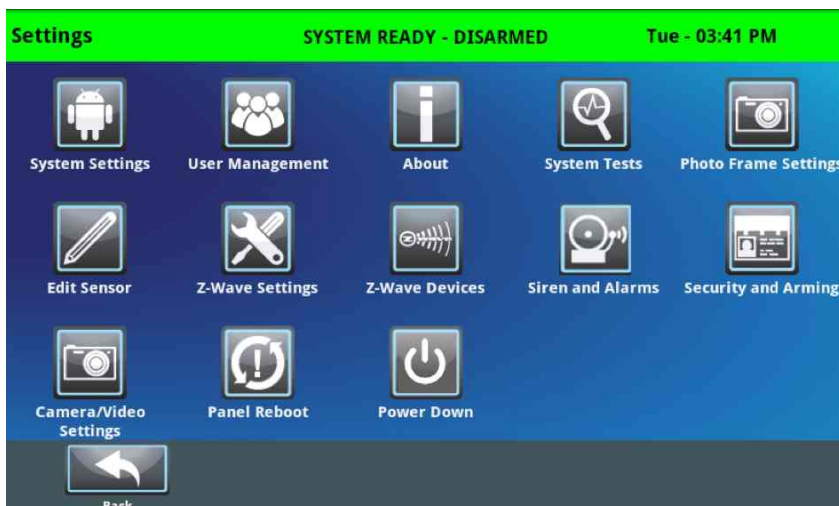 Settings SYSTEM READY - DISARMED Tue - 03:41 PM
System Settings User Management About System Tests Photo Frame Settings
Edit Sensor Z-Wave Settings Z-Wave Devices Siren and Alarms Security and Arming
Camera/Video Panel Reboot Power Down
Settings
Back